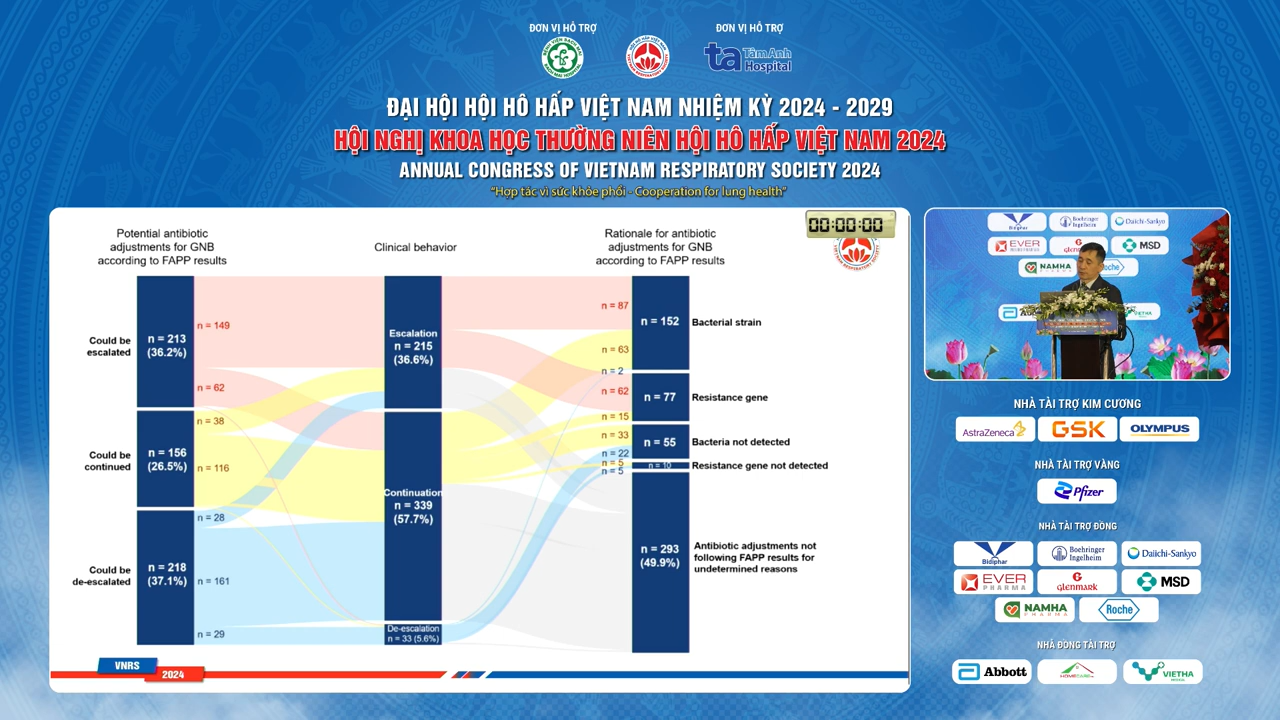 ĐƠN VỊ HỖ TRỢ
ĐƠN VỊ HỖ TRỢ
ta TâmAnh
Hospital
ĐẠI HỘI HỘI HÔ HẤP VIỆT NAM NHIỆM KỲ 2024 - 2029
HỘI NGHỊ KHOA HỌC THƯỜNG NIÊN HỘI HÔ HẤP VIỆT NAM 2024
ANNUAL CONGRESS OF VIETNAM RESPIRATORY SOCIETY 2024
"Hợp tác vì sức khỏe phổi - Cooperation for lung health"
00:00:00
Potential antibiotic
adjustments for GNB
according to FAPP results
Clinical behavior
Rationale for antibiotic
adjustments for GNB
according to FAPP results
Could be
escalated
n = 213
(36.2%)
n = 149
n = 62
Could be
continued
n = 156
(26.5%)
n = 38
n = 116
n = 28
Could be
de-escalated
n = 218
(37.1%)
n = 161
n = 29
Escalation
n = 215
(36.6%)
Continuation
n = 339
(57.7%)
De-escalation
n = 33 (5.6%)
n = 87
n = 63
n = 2
n = 152
Bacterial strain
n = 62
n = 15
n = 77
Resistance gene
n = 33
n = 22
n = 55
Bacteria not detected
n = 5
n = 5
n = 10
Resistance gene not detected
n = 293
(49.9%)
Antibiotic adjustments not
following FAPP results for
undetermined reasons
VNRS
2024
Bidiphar
Boehringer
Ingelheim
Daiichi-Sankyo
EVER
MSD
NAMHA
PHARMA
Roche
NHÀ TÀI TRỢ KIM CƯƠNG
AstraZeneca
GSK
OLYMPUS
NHÀ TÀI TRỢ VÀNG
Pfizer
NHÀ TÀI TRỢ ĐỒNG
Bidiphar
Boehringer
Ingelheim
Daiichi-Sankyo
EVER
PHARMA
GLENMARK
MSD
NAMHA
PHARMA
Roche
NHÀ ĐỒNG TÀI TRỢ
Abbott
HOMECARE
VIETHA